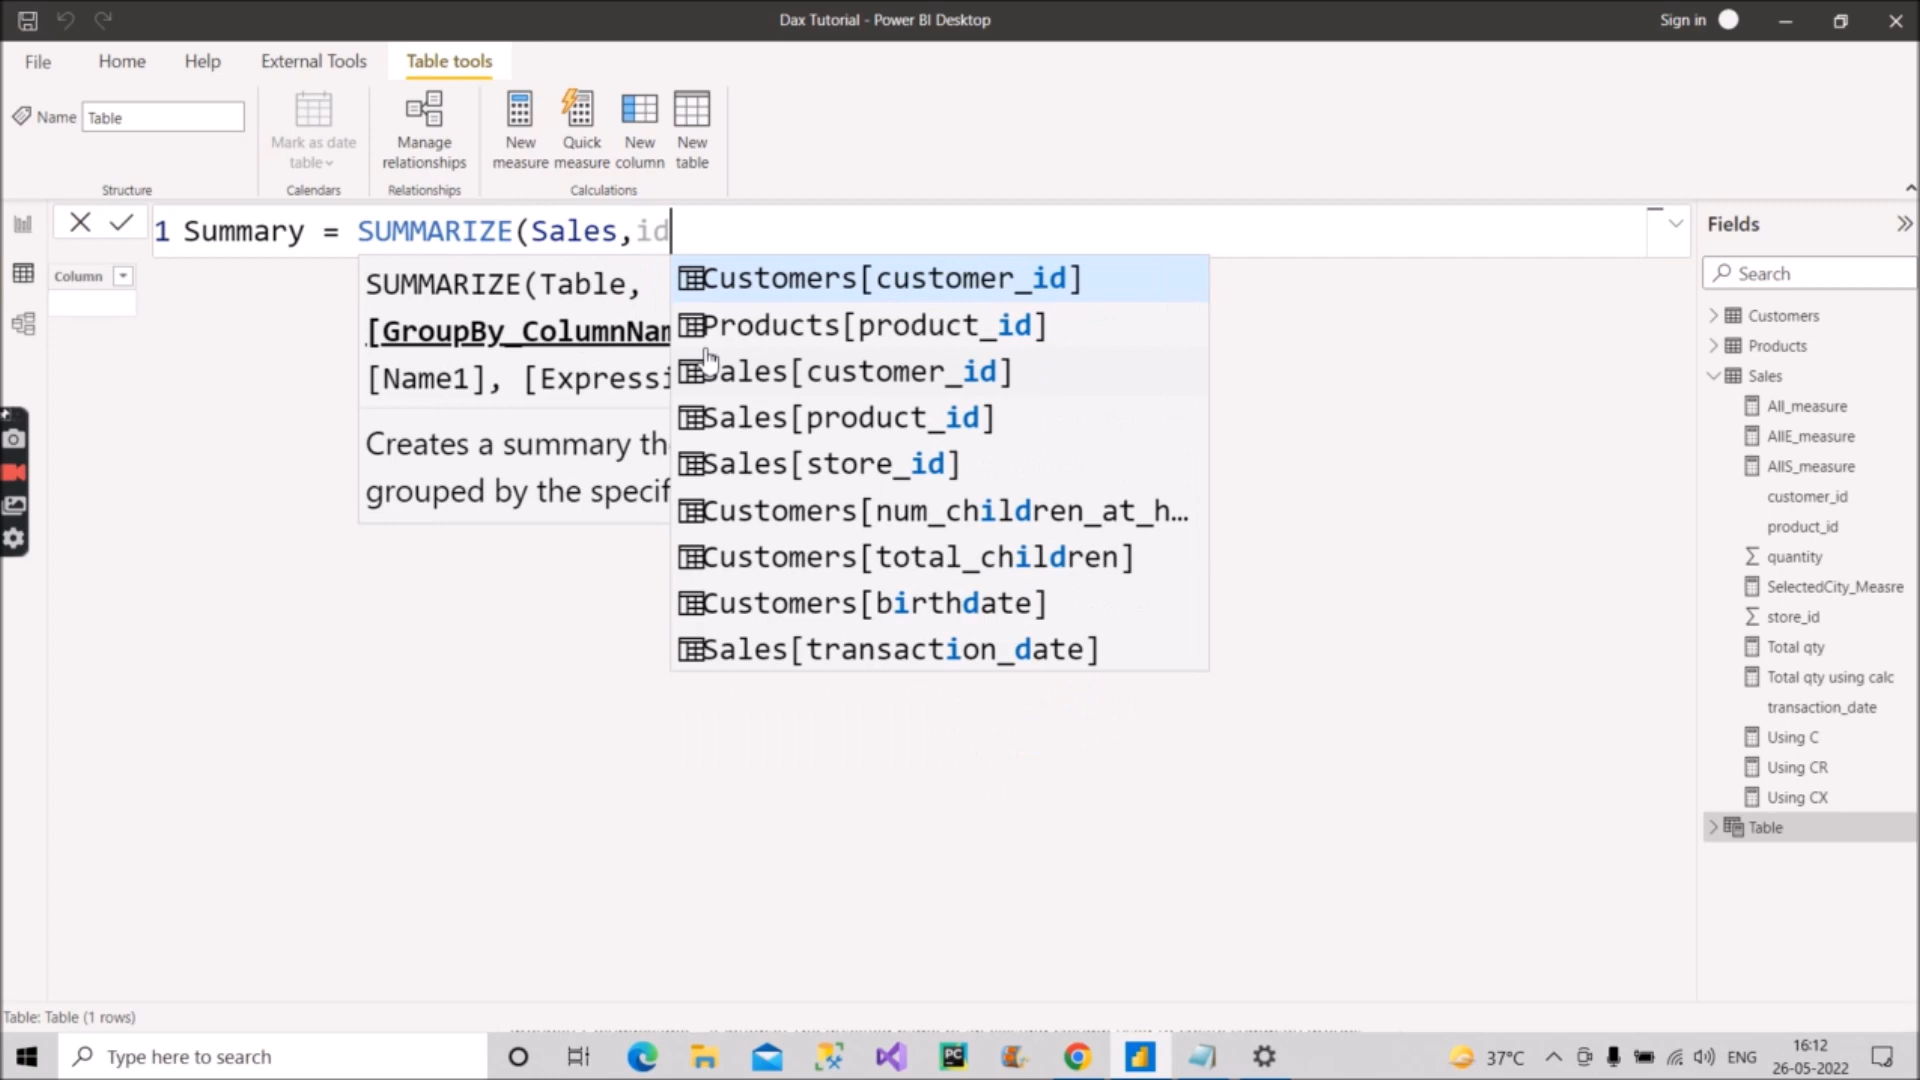 Dax Tutorial - Power BI Desktop
Sign in
File Home Help External Tools Table tools
Name Table
Mark as date table
Manage relationships
New measure
Quick measure
New column
New table
Structure Calendars Relationships Calculations
1 Summary = SUMMARIZE(Sales,id
Column
SUMMARIZE(Table,
[GroupBy_ColumnNam
[Name1], [Expressi
Creates a summary th
grouped by the specif
Customers[customer_id]
Products[product_id]
Sales[customer_id]
Sales[product_id]
Sales[store_id]
Customers[num_children_at_h...
Customers[total_children]
Customers[birthdate]
Sales[transaction_date]
Fields
Search
Customers
Products
Sales
All_measure
AllE_measure
AllS_measure
customer_id
product_id
quantity
SelectedCity_Measre
store_id
Total qty
Total qty using calc
transaction_date
Using C
Using CR
Using CX
Table
Table: Table (1 rows)
Type here to search
PC
37°C
ENG
16:12
26-05-2022